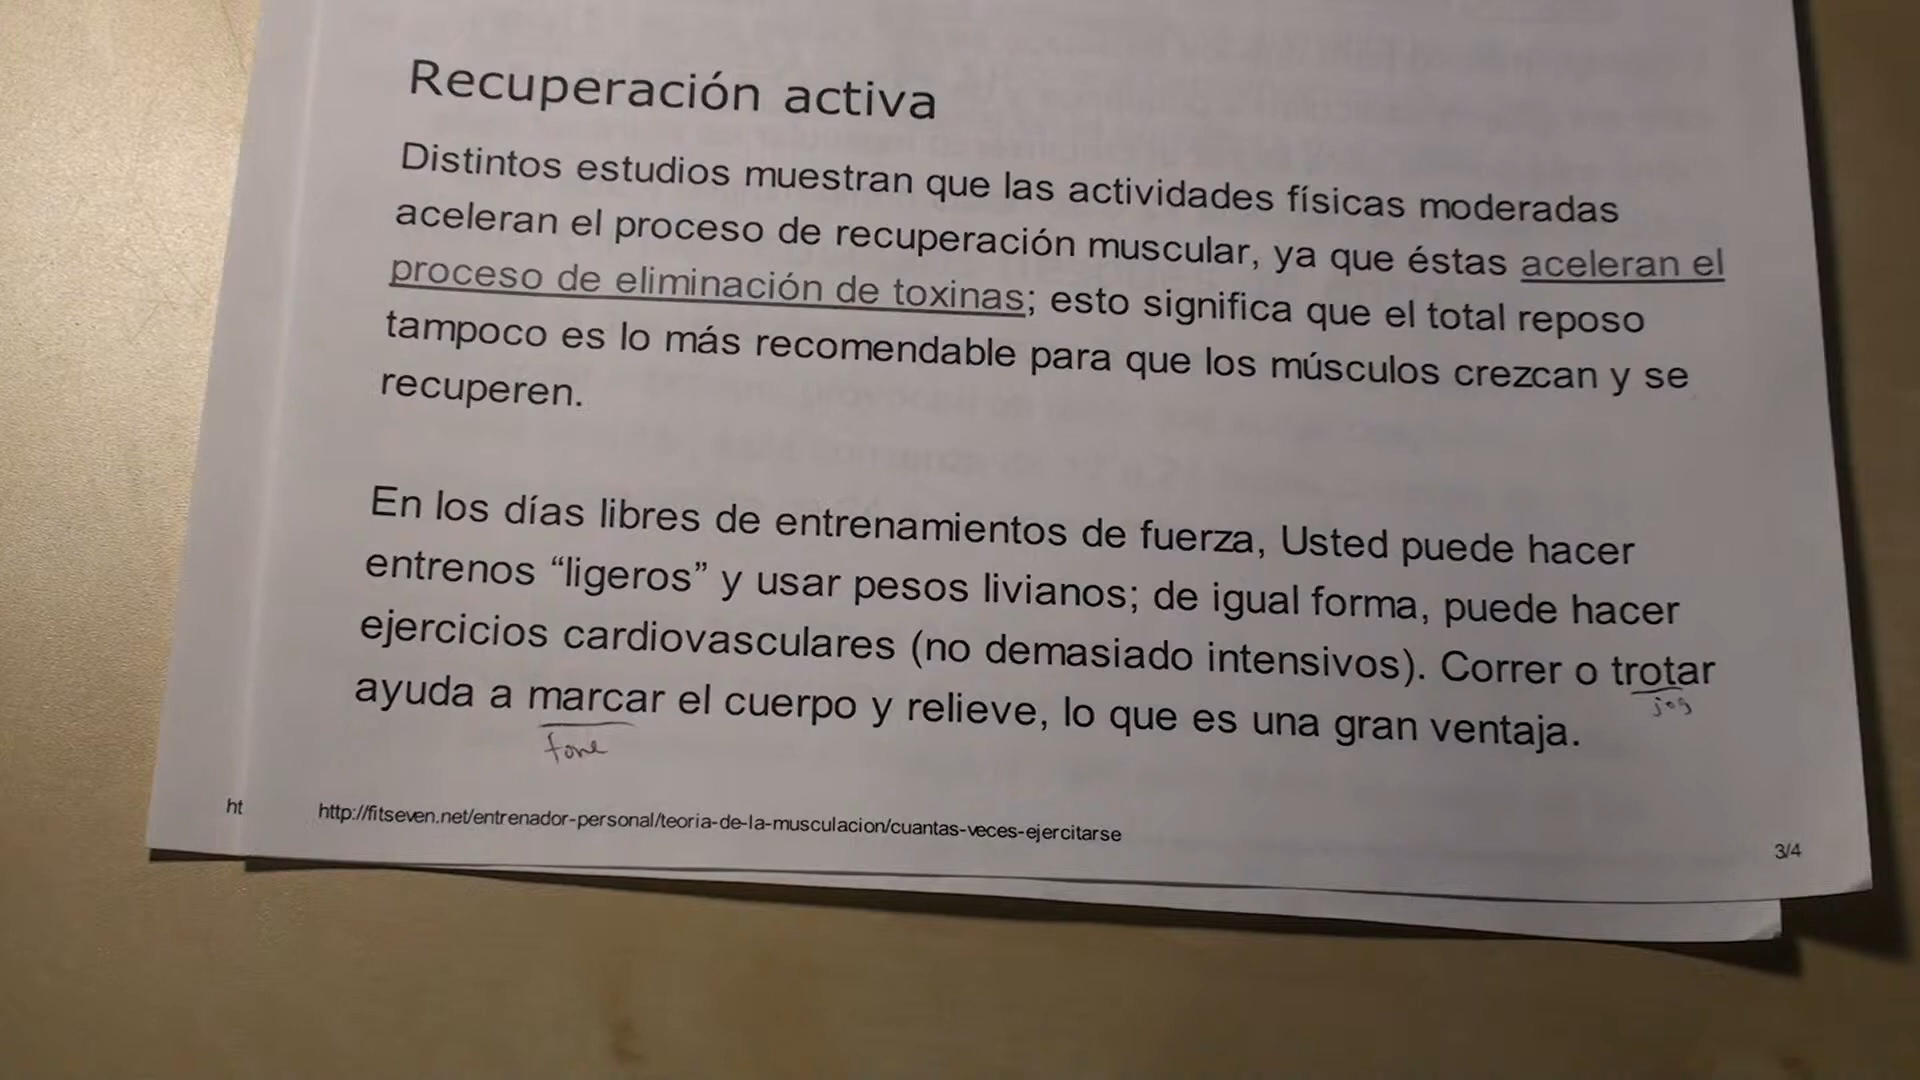 Recuperación activa
Distintos estudios muestran que las actividades físicas moderadas
aceleran el proceso de recuperación muscular, ya que éstas aceleran el
proceso de eliminación de toxinas; esto significa que el total reposo
tampoco es lo más recomendable para que los músculos crezcan y se
recuperen.
En los días libres de entrenamientos de fuerza, Usted puede hacer
entrenos “ligeros” y usar pesos livianos; de igual forma, puede hacer
ejercicios cardiovasculares (no demasiado intensivos). Correr o trotar
jog
ayuda a marcar el cuerpo y relieve, lo que es una gran ventaja.
tone
ht
http://fitseven.net/entrenador-personal/teoria-de-la-musculacion/cuantas-veces-ejercitarse
3/4